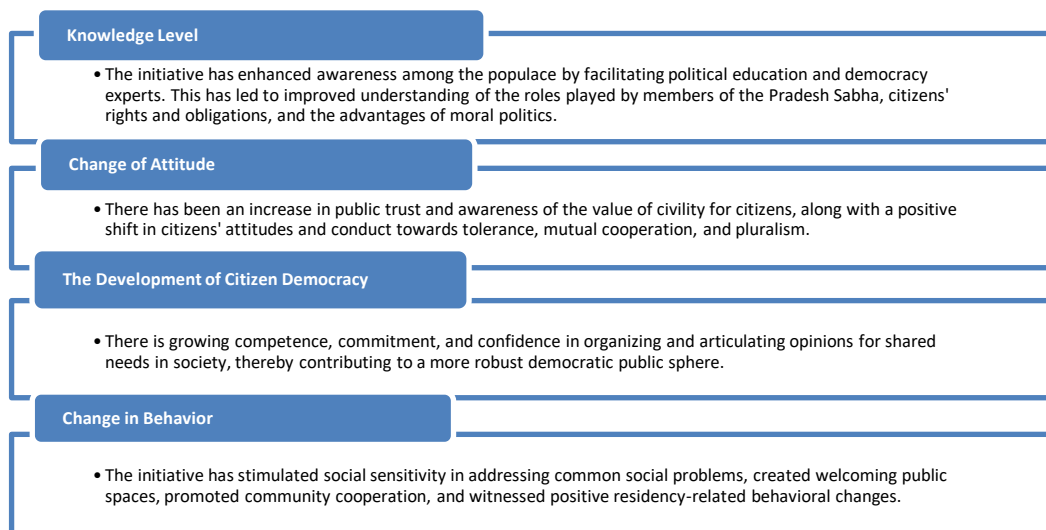 Knowledge Level
• The initiative has enhanced awareness among the populace by facilitating political education and democracy
experts. This has led to improved understanding of the roles played by members of the Pradesh Sabha, citizens'
rights and obligations, and the advantages of moral politics.
Change of Attitude
• There has been an increase in public trust and awareness of the value of civility for citizens, along with a positive
shift in citizens' attitudes and conduct towards tolerance, mutual cooperation, and pluralism.
The Development of Citizen Democracy
• There is growing competence, commitment, and confidence in organizing and articulating opinions for shared
needs in society, thereby contributing to a more robust democratic public sphere.
Change in Behavior
• The initiative has stimulated social sensitivity in addressing common social problems, created welcoming public
spaces, promoted community cooperation, and witnessed positive residency-related behavioral changes.